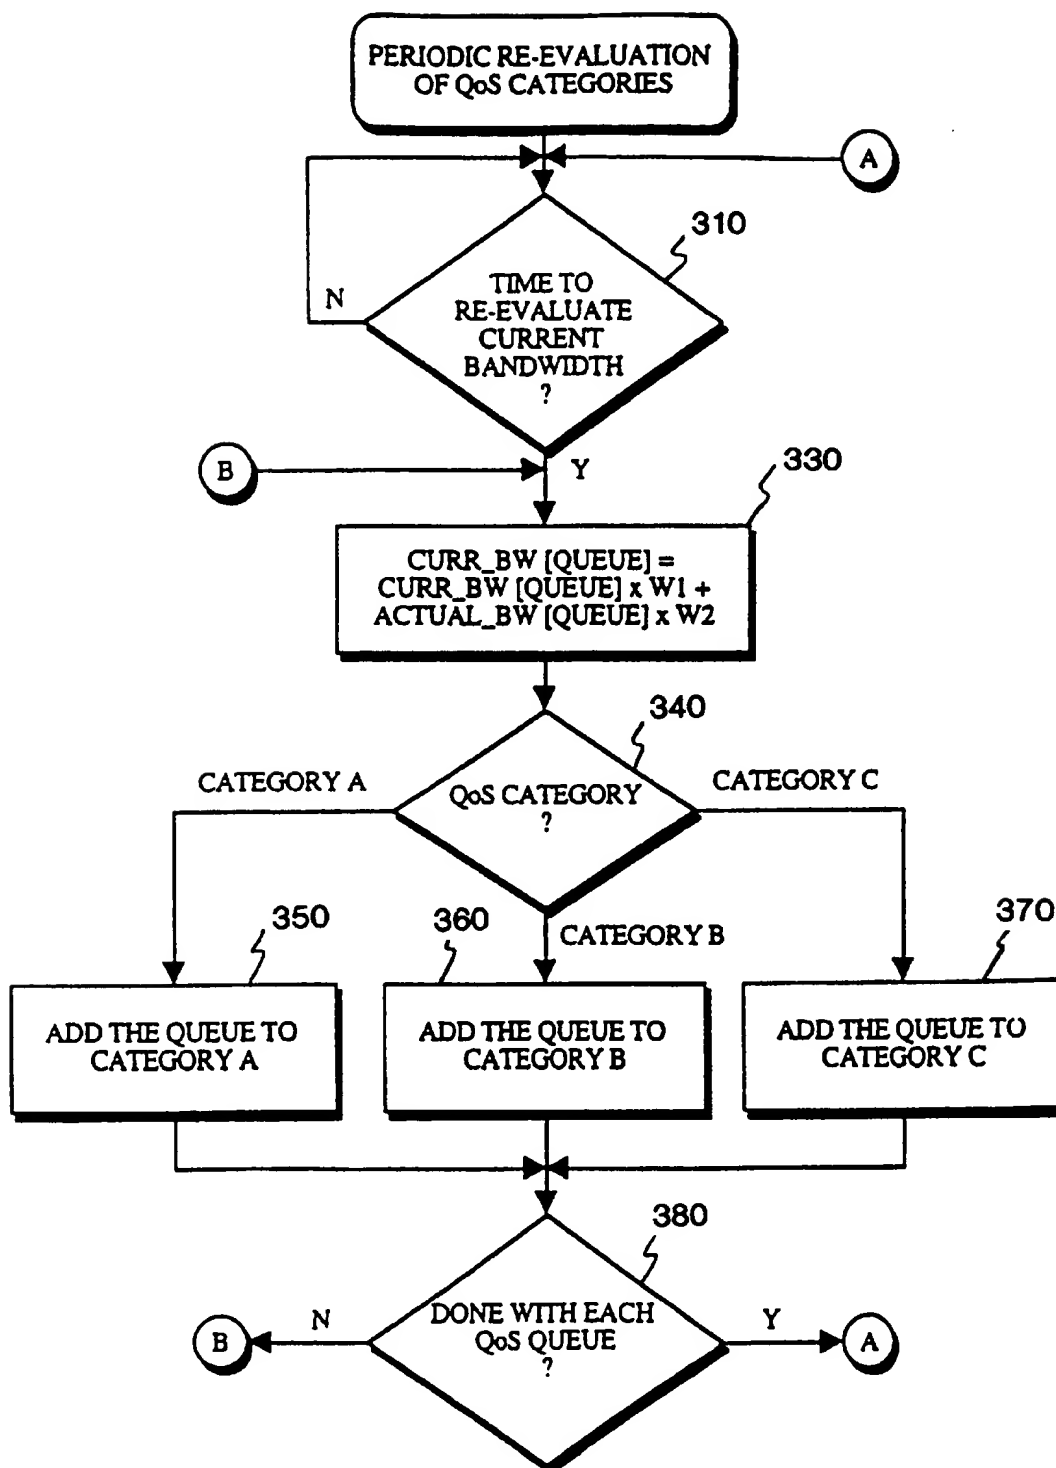 PERIODIC RE-EVALUATION
OF QoS CATEGORIES
A
310
TIME TO
RE-EVALUATE
CURRENT
BANDWIDTH
?
N
B
Y
330
CURR_BW [QUEUE] =
CURR_BW [QUEUE] x W1 +
ACTUAL_BW [QUEUE] x W2
340
CATEGORY A
QoS CATEGORY
?
CATEGORY C
350
360
CATEGORY B
370
ADD THE QUEUE TO
CATEGORY A
ADD THE QUEUE TO
CATEGORY B
ADD THE QUEUE TO
CATEGORY C
380
B
N
DONE WITH EACH
QoS QUEUE
?
Y
A